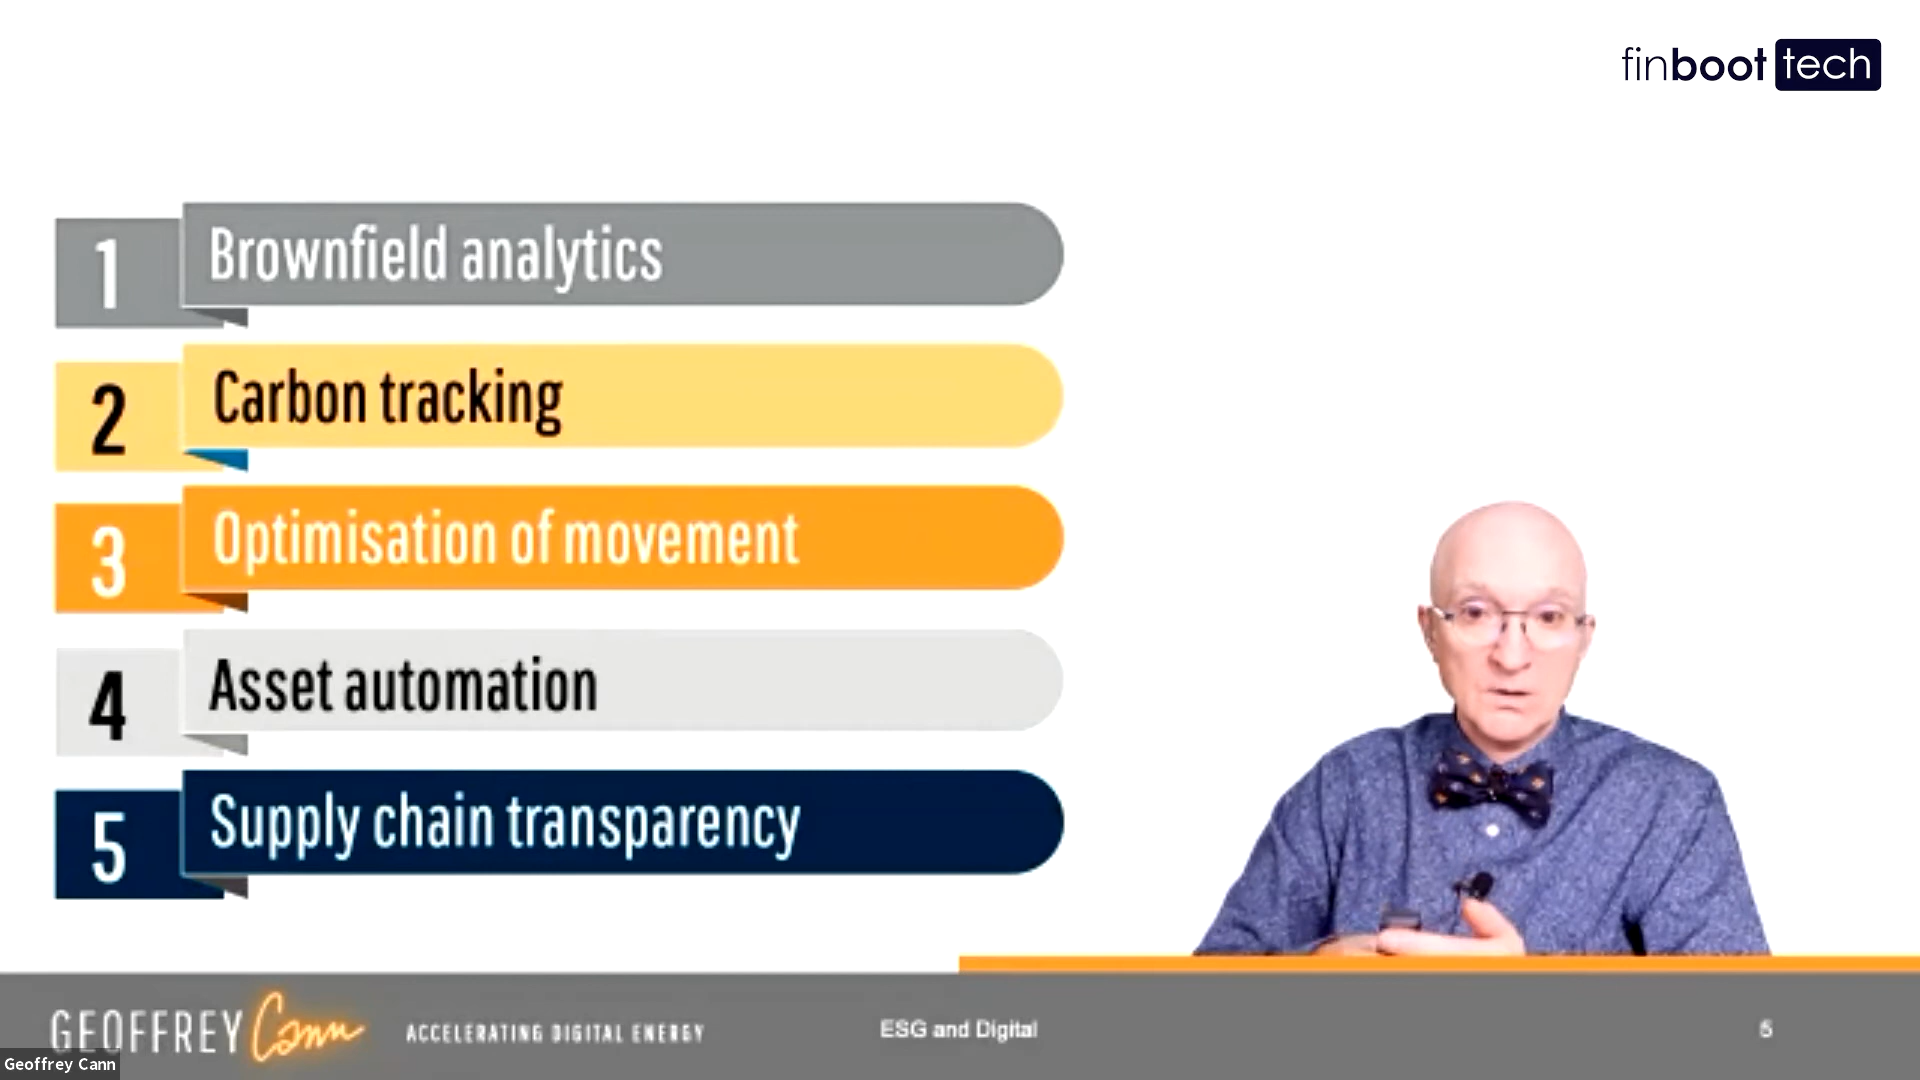 finboot tech
1 Brownfield analytics
2 Carbon tracking
3 Optimisation of movement
4 Asset automation
5 Supply chain transparency
GEOFFREY Cann ACCELERATING DIGITAL ENERGY ESG and Digital 5
Geoffrey Cann